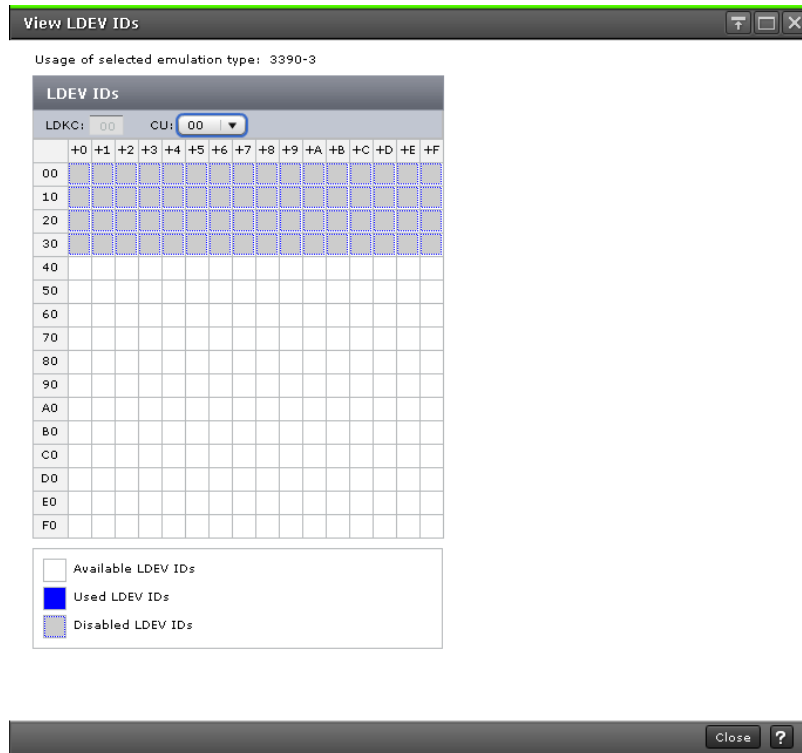 View LDEV IDs
Usage of selected emulation type: 3390-3
LDEV IDs
LDKC: 00 CU: 00
+0 +1 +2 +3 +4 +5 +6 +7 +8 +9 +A +B +C +D +E +F
00
10
20
30
40
50
60
70
80
90
A0
B0
C0
D0
E0
F0
Available LDEV IDs
Used LDEV IDs
Disabled LDEV IDs
Close ?